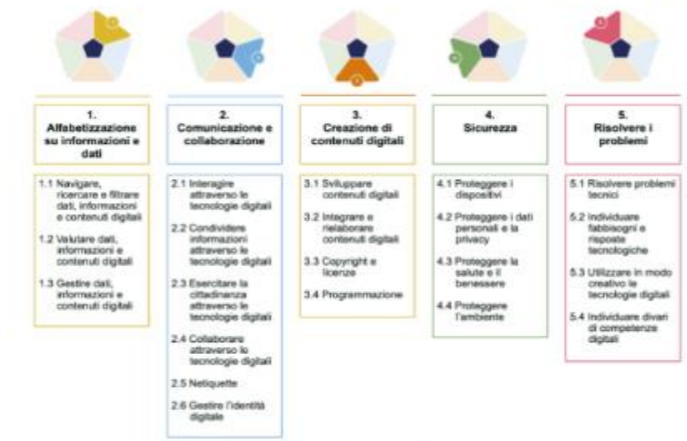 1.
Alfabetizzazione
su informazioni e
dati
1.1 Navigare,
ricercare e filtrare
dati, informazioni
e contenuti digitali
1.2 Valutare dati,
informazioni e
contenuti digitali
1.3 Gestire dati,
informazioni e
contenuti digitali
2.
Comunicazione e
collaborazione
2.1 Interagire
attraverso le
tecnologie digitali
2.2 Condividere
informazioni
attraverso le
tecnologie digitali
2.3 Esercitare la
cittadinanza
attraverso le
tecnologie digitali
2.4 Collaborare
attraverso le
tecnologie digitali
2.5 Netiquette
2.6 Gestire l'identità
digitale
3.
Creazione di
contenuti digitali
3.1 Sviluppare
contenuti digitali
3.2 Integrare e
rielaborare
contenuti digitali
3.3 Copyright e
licenze
3.4 Programmazione
4.
Sicurezza
4.1 Proteggere i
dispositivi
4.2 Proteggere i dati
personali e la
privacy
4.3 Proteggere la
salute e il
benessere
4.4 Proteggere
l'ambiente
5.
Risolvere i
problemi
5.1 Risolvere problemi
tecnici
5.2 Individuare
fabbisogni e
risposte
tecnologiche
5.3 Utilizzare in modo
creativo le
tecnologie digitali
5.4 Individuare divari
di competenze
digitali